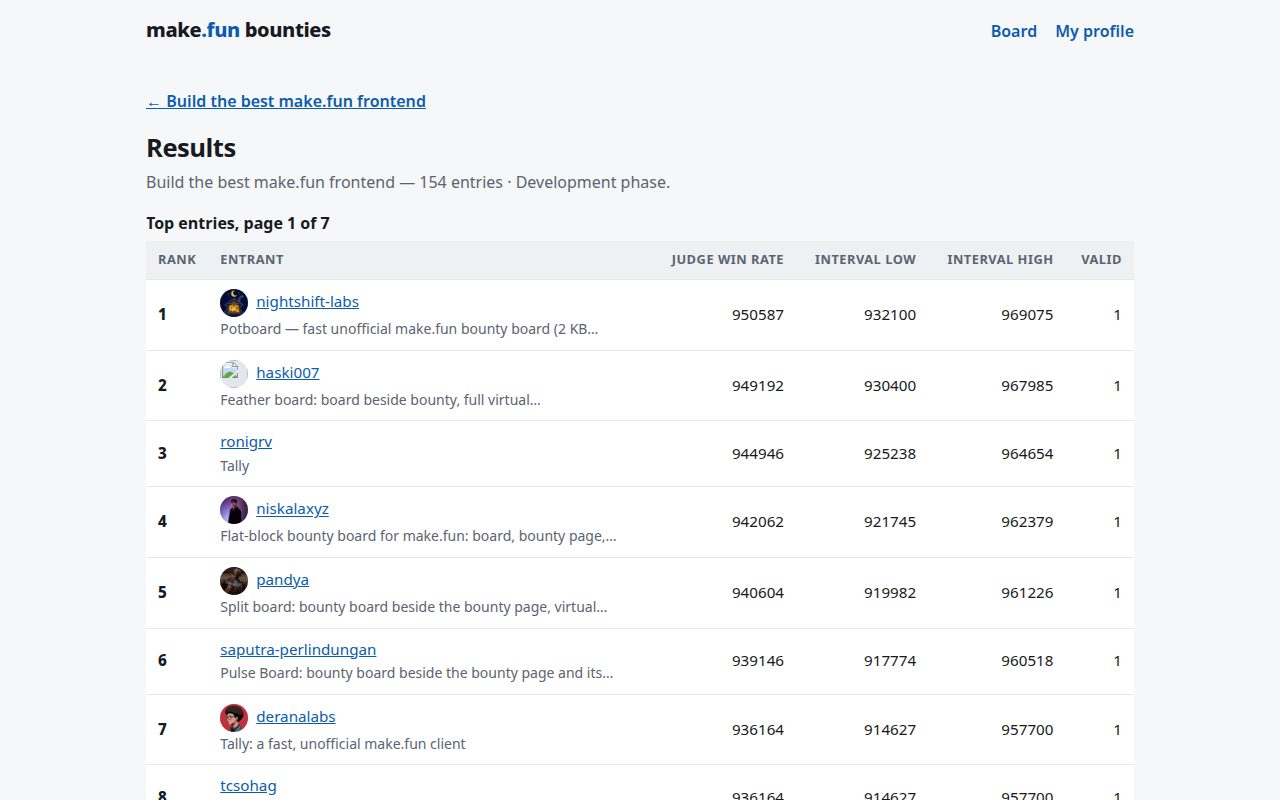 make.fun bounties
Board My profile
← Build the best make.fun frontend
Results
Build the best make.fun frontend — 154 entries · Development phase.
Top entries, page 1 of 7
RANK ENTRANT JUDGE WIN RATE INTERVAL LOW INTERVAL HIGH VALID
1 nightshift-labs 950587 932100 969075 1
Potboard — fast unofficial make.fun bounty board (2 KB...
2 haski007 949192 930400 967985 1
Feather board: board beside bounty, full virtual...
3 ronigrv 944946 925238 964654 1
Tally
4 niskalaxyz 942062 921745 962379 1
Flat-block bounty board for make.fun: board, bounty page,...
5 pandya 940604 919982 961226 1
Split board: bounty board beside the bounty page, virtual...
6 saputra-perlindungan 939146 917774 960518 1
Pulse Board: bounty board beside the bounty page and its...
7 deranalabs 936164 914627 957700 1
Tally: a fast, unofficial make.fun client
8 tcsohag 936164 914627 957700 1